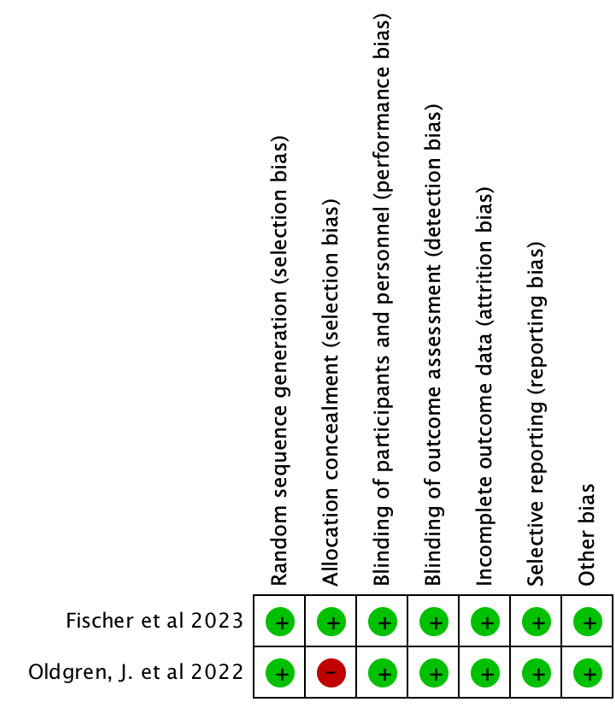 Random sequence generation (selection bias)
Allocation concealment (selection bias)
Blinding of participants and personnel (performance bias)
Blinding of outcome assessment (detection bias)
Incomplete outcome data (attrition bias)
Selective reporting (reporting bias)
Other bias
Fischer et al 2023 + + + + + + +
Oldgren, J. et al 2022 + - + + + + +